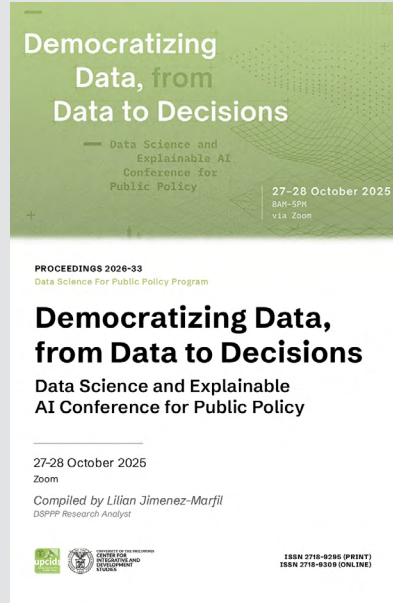 Democratizing
Data, from
Data to Decisions
Data Science and
Explainable AI
Conference for
Public Policy
27–28 October 2025
8AM–5PM
via Zoom
PROCEEDINGS 2026-33
Data Science For Public Policy Program
Democratizing Data,
from Data to Decisions
Data Science and Explainable
AI Conference for Public Policy
27-28 October 2025
Zoom
Compiled by Lilian Jimenez-Marfil
DSPPP Research Analyst
upcids
UNIVERSITY OF THE PHILIPPINES
CENTER FOR
INTEGRATIVE AND
DEVELOPMENT
STUDIES
ISSN 2718-9295 (PRINT)
ISSN 2718-9309 (ONLINE)